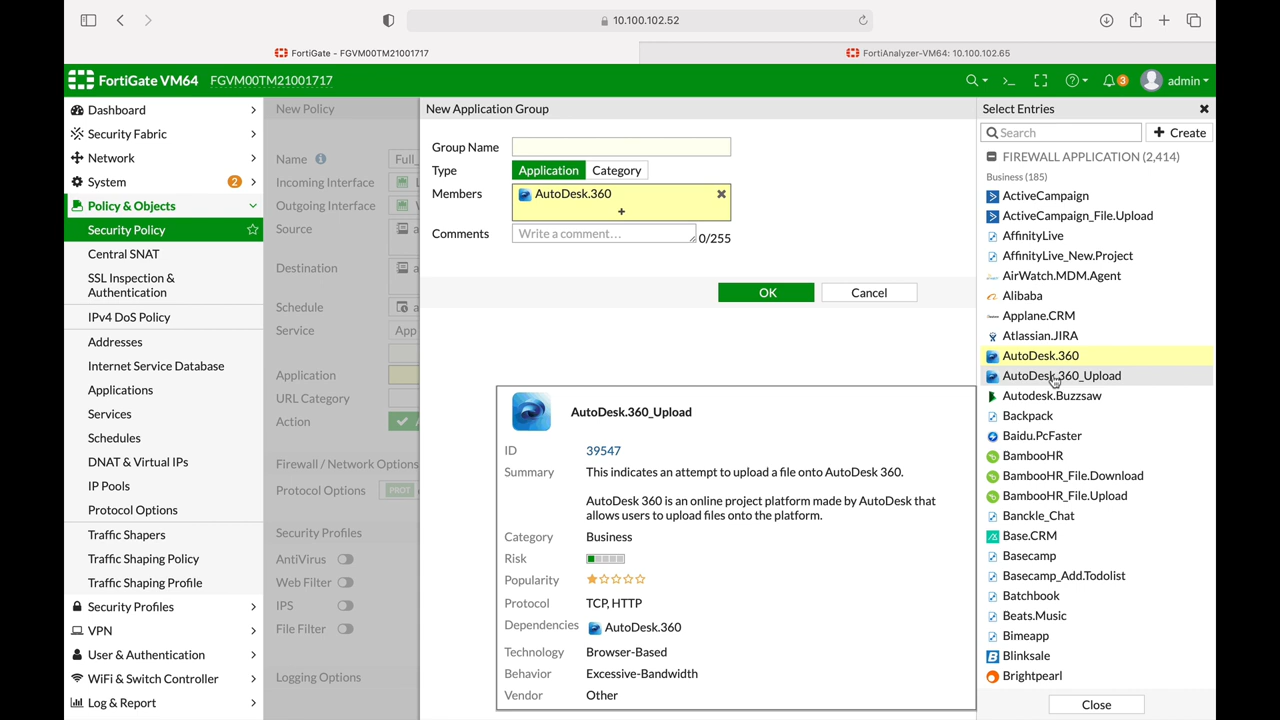 10.100.102.52
FortiGate - FGVM00TM21001717
FortiAnalyzer-VM64: 10.100.102.65
FortiGate VM64
FGVM00TM21001717
3
admin
Dashboard
Security Fabric
Network
System
2
Policy & Objects
Security Policy
Central SNAT
SSL Inspection &
Authentication
IPv4 DoS Policy
Addresses
Internet Service Database
Applications
Services
Schedules
DNAT & Virtual IPs
IP Pools
Protocol Options
Traffic Shapers
Traffic Shaping Policy
Traffic Shaping Profile
Security Profiles
VPN
User & Authentication
WiFi & Switch Controller
Log & Report
New Policy
Name
Full_
Incoming Interface
Outgoing Interface
Source
a
Destination
a
Schedule
a
Service
App
Application
URL Category
Action
Firewall / Network Options
Protocol Options
PROT
Security Profiles
AntiVirus
Web Filter
IPS
File Filter
Logging Options
New Application Group
Group Name
Type
Application
Category
Members
AutoDesk.360
+
Comments
Write a comment...
0/255
OK
Cancel
AutoDesk.360_Upload
ID
39547
Summary
This indicates an attempt to upload a file onto AutoDesk 360.
AutoDesk 360 is an online project platform made by AutoDesk that
allows users to upload files onto the platform.
Category
Business
Risk
Popularity
Protocol
TCP, HTTP
Dependencies
AutoDesk.360
Technology
Browser-Based
Behavior
Excessive-Bandwidth
Vendor
Other
Select Entries
Search
+ Create
FIREWALL APPLICATION (2,414)
Business (185)
ActiveCampaign
ActiveCampaign_File.Upload
AffinityLive
AffinityLive_New.Project
AirWatch.MDM.Agent
Alibaba
Applane.CRM
Atlassian.JIRA
AutoDesk.360
AutoDesk.360_Upload
Autodesk.Buzzsaw
Backpack
Baidu.PcFaster
BambooHR
BambooHR_File.Download
BambooHR_File.Upload
Banckle_Chat
Base.CRM
Basecamp
Basecamp_Add.Todolist
Batchbook
Beats.Music
Bimeapp
Blinksale
Brightpearl
Close